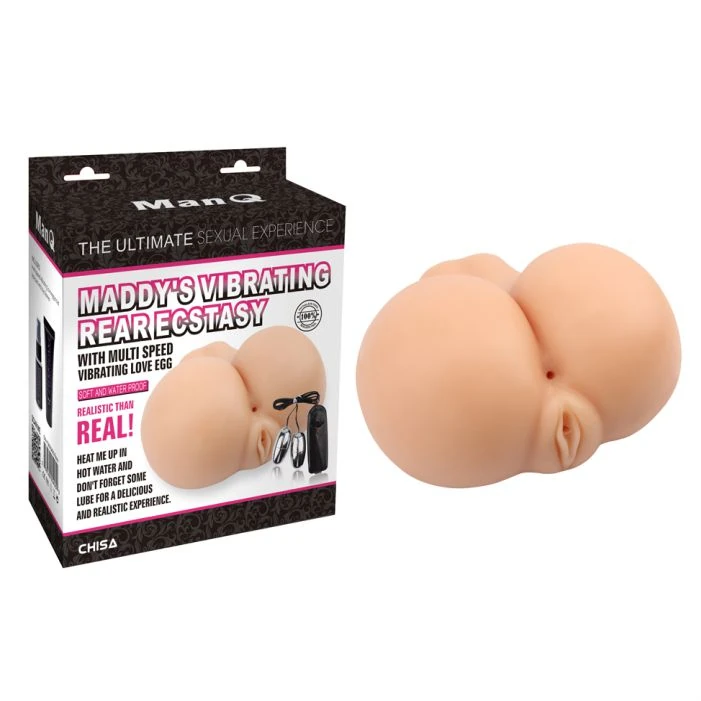 ManQ
THE ULTIMATE SEXUAL EXPERIENCE
MADDY'S VIBRATING
REAR ECSTASY
100%
WITH MULTI SPEED
VIBRATING LOVE EGG
SOFT AND WATER PROOF
REALISTIC THAN
REAL!
HEAT ME UP IN
HOT WATER AND
DON'T FORGET SOME
LUBE FOR A DELICIOUS
AND REALISTIC EXPERIENCE.
CHISA